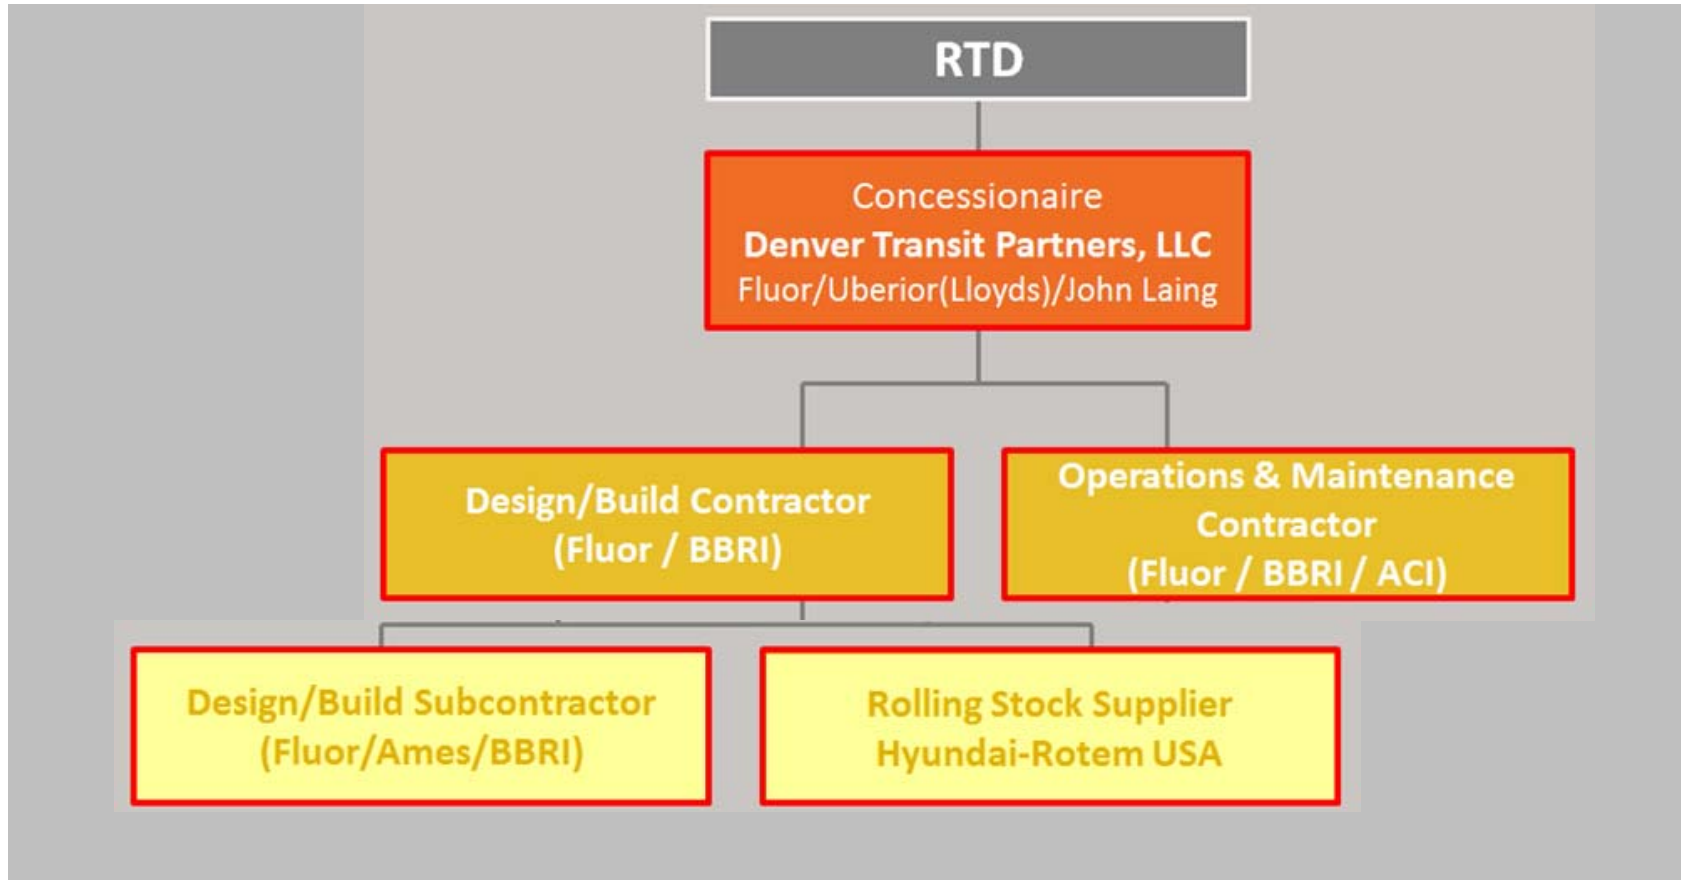 RTD
Concessionaire
Denver Transit Partners, LLC
Fluor/Uberior(Lloyds)/John Laing
Design/Build Contractor
(Fluor / BBRI)
Operations & Maintenance
Contractor
(Fluor / BBRI / ACI)
Design/Build Subcontractor
(Fluor/Ames/BBRI)
Rolling Stock Supplier
Hyundai-Rotem USA